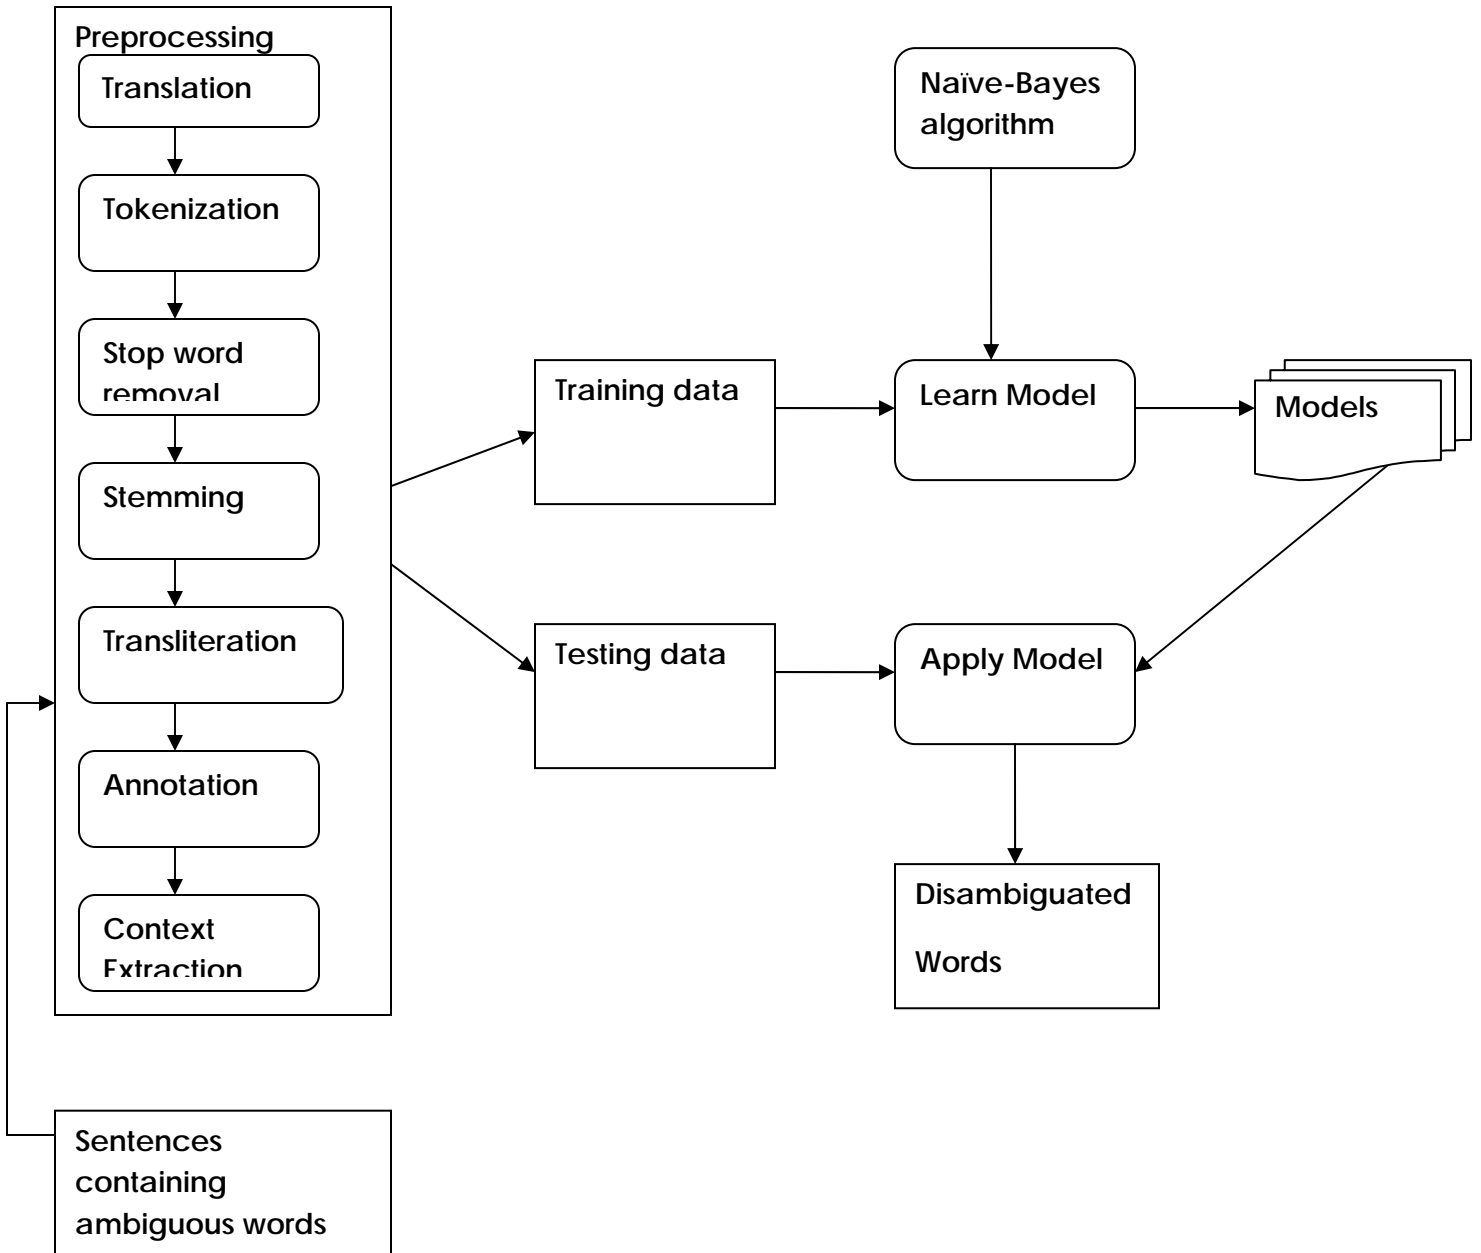 Preprocessing
Translation
Tokenization
Stop word
removal
Stemming
Transliteration
Annotation
Context
Extraction
Sentences
containing
ambiguous words
Training data
Testing data
Naïve-Bayes
algorithm
Learn Model
Models
Apply Model
Disambiguated
Words